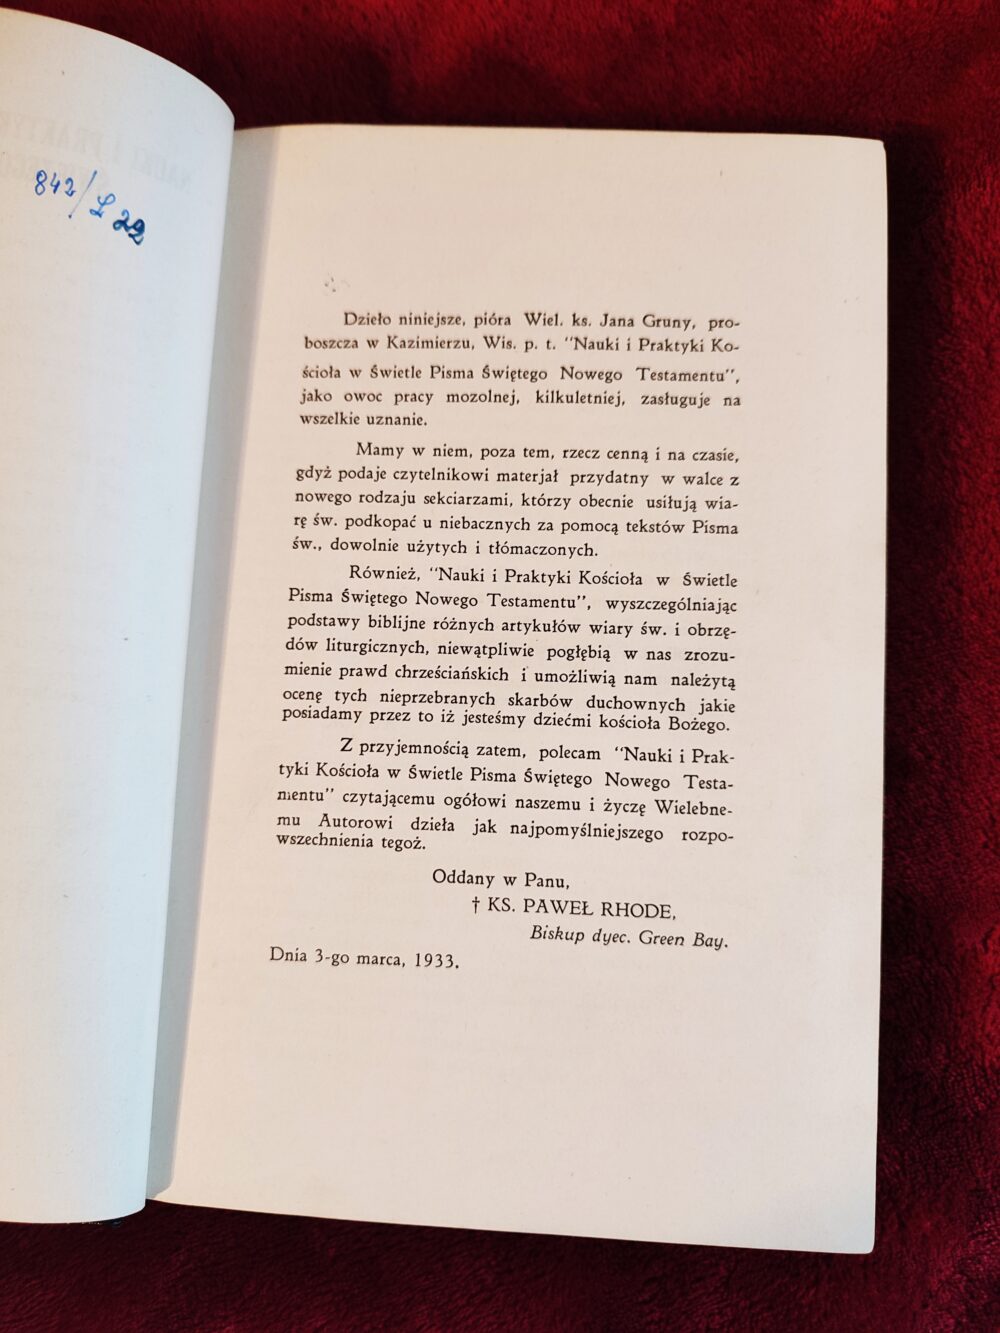 842/L 22
Dzieło niniejsze, pióra Wiel. ks. Jana Gruny, pro-
boszcza w Kazimierzu, Wis. p. t. "Nauki i Praktyki Ko-
ścioła w Świetle Pisma Świętego Nowego Testamentu",
jako owoc pracy mozolnej, kilkuletniej, zasługuje na
wszelkie uznanie.
Mamy w niem, poza tem, rzecz cenną i na czasie,
gdyż podaje czytelnikowi materjał przydatny w walce z
nowego rodzaju sekciarzami, którzy obecnie usiłują wia-
rę św. podkopać u niebacznych za pomocą tekstów Pisma
św., dowolnie użytych i tłómaczonych.
Również, "Nauki i Praktyki Kościoła w Świetle
Pisma Świętego Nowego Testamentu", wyszczególniając
podstawy biblijne różnych artykułów wiary św. i obrzę-
dów liturgicznych, niewątpliwie pogłębią w nas zrozu-
mienie prawd chrześciańskich i umożliwią nam należytą
ocenę tych nieprzebranych skarbów duchownych jakie
posiadamy przez to iż jesteśmy dziećmi kościoła Bożego.
Z przyjemnością zatem, polecam "Nauki i Prak-
tyki Kościoła w Świetle Pisma Świętego Nowego Testa-
mentu" czytającemu ogółowi naszemu i życzę Wielebne-
mu Autorowi dzieła jak najpomyślniejszego rozpo-
wszechnienia tegoż.
Oddany w Panu,
† KS. PAWEŁ RHODE,
Biskup dyec. Green Bay.
Dnia 3-go marca, 1933.